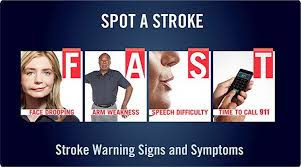 SPOT A STROKE
F A S T
FACE DROOPING ARM WEAKNESS SPEECH DIFFICULTY TIME TO CALL 911
Stroke Warning Signs and Symptoms